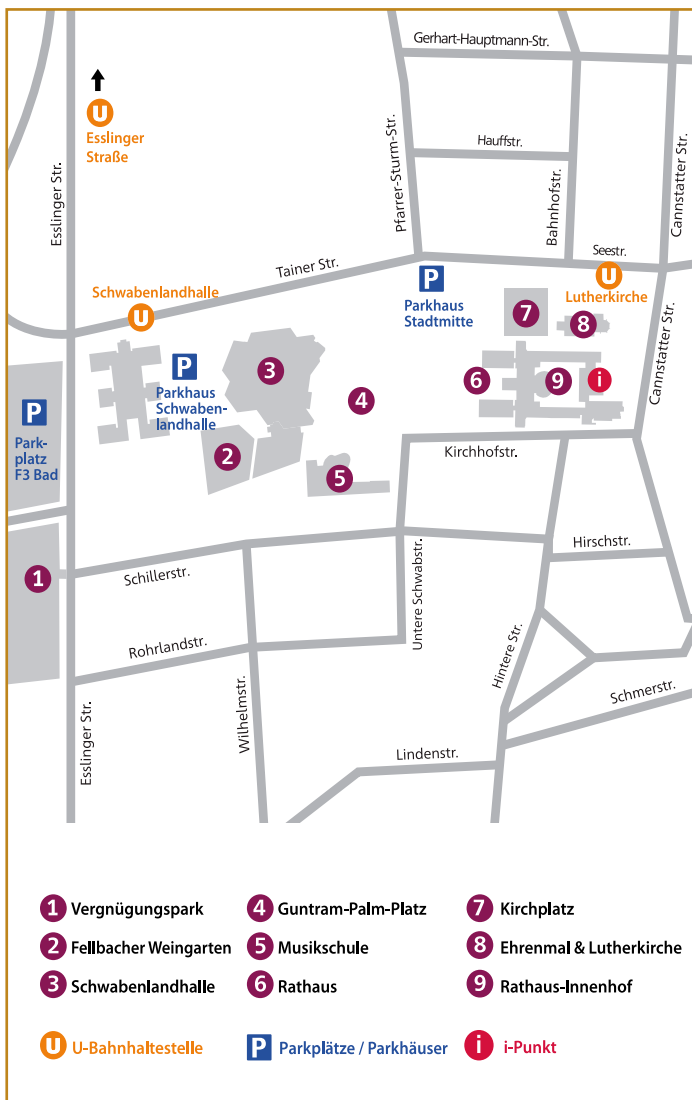 Gerhart-Hauptmann-Str.
U
Esslinger
Straße
Esslinger Str.
Pfarrer-Sturm-Str.
Hauffstr.
Bahnhofstr.
Cannstatter Str.
Seestr.
Tainer Str.
Schwabenlandhalle
U
P
Parkhaus
Stadtmitte
U
Lutherkirche
7
8
Cannstatter Str.
P
Parkhaus
Schwaben-
landhalle
3
4
6
9
i
P
Park-
platz
F3 Bad
2
5
Kirchhofstr.
1
Schillerstr.
Untere Schwabstr.
Hirschstr.
Rohrlandstr.
Hintere Str.
Esslinger Str.
Wilhelmstr.
Schmerstr.
Lindenstr.
1 Vergnügungspark
2 Fellbacher Weingarten
3 Schwabenlandhalle
4 Guntram-Palm-Platz
5 Musikschule
6 Rathaus
7 Kirchplatz
8 Ehrenmal & Lutherkirche
9 Rathaus-Innenhof
U U-Bahnhaltestelle
P Parkplätze / Parkhäuser
i i-Punkt